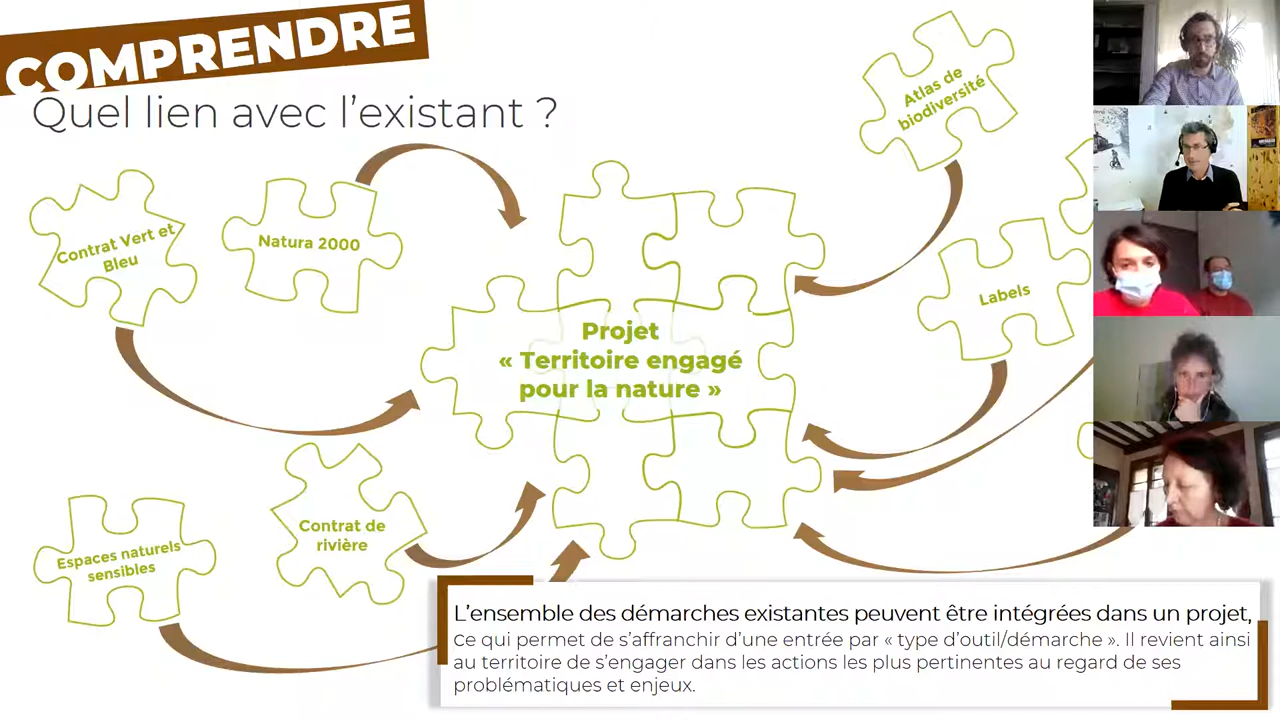 COMPRENDRE
Quel lien avec l'existant ?
Atlas de
biodiversité
Contrat Vert et
Bleu
Natura 2000
Labels
Projet
« Territoire engagé
pour la nature »
Contrat de
rivière
Espaces naturels
sensibles
L'ensemble des démarches existantes peuvent être intégrées dans un projet,
ce qui permet de s'affranchir d'une entrée par « type d'outil/démarche ». Il revient ainsi
au territoire de s'engager dans les actions les plus pertinentes au regard de ses
problématiques et enjeux.